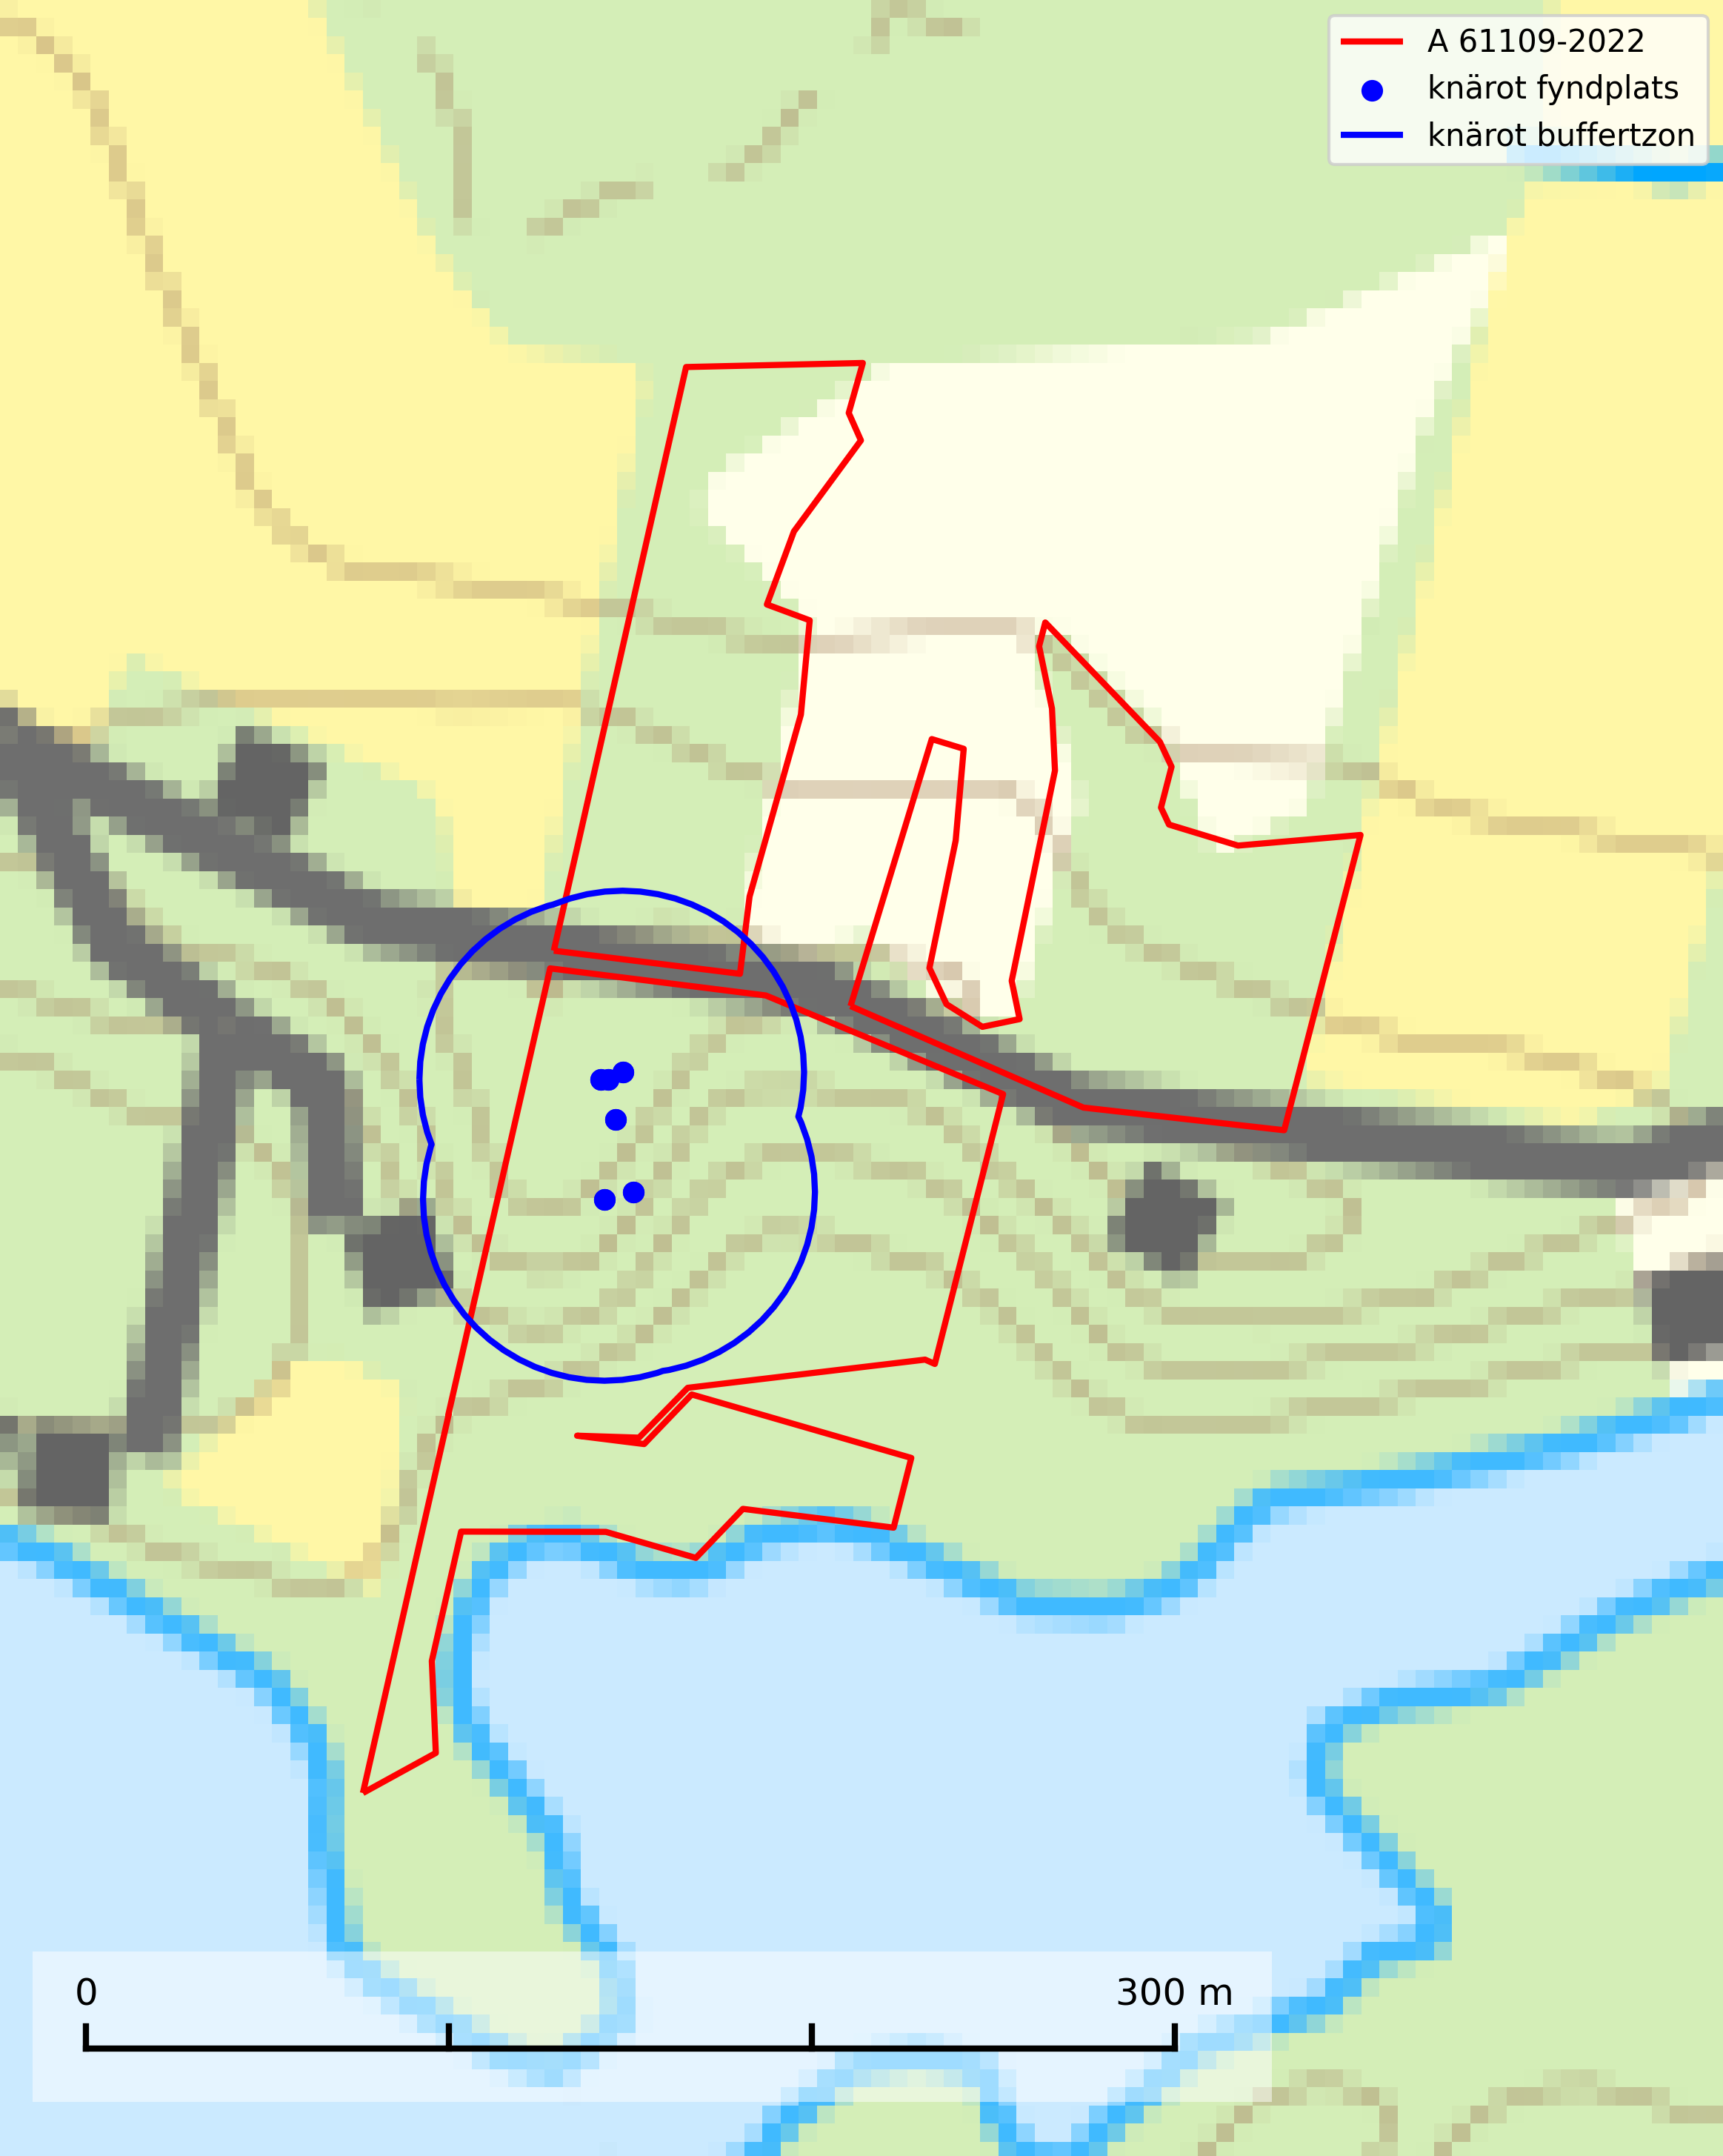 A 61109-2022
knärot fyndplats
knärot buffertzon
0 300 m